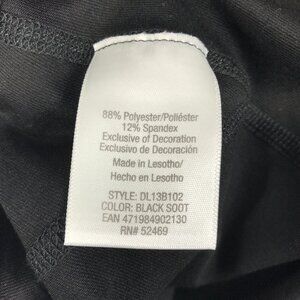 88% Polyester/Poliéster
12% Spandex
Exclusive of Decoration
Exclusivo de Decoración
Made in Lesotho/
Hecho en Lesotho
STYLE: DL13B102
COLOR: BLACK SOOT
EAN 471984902130
RN# 52469